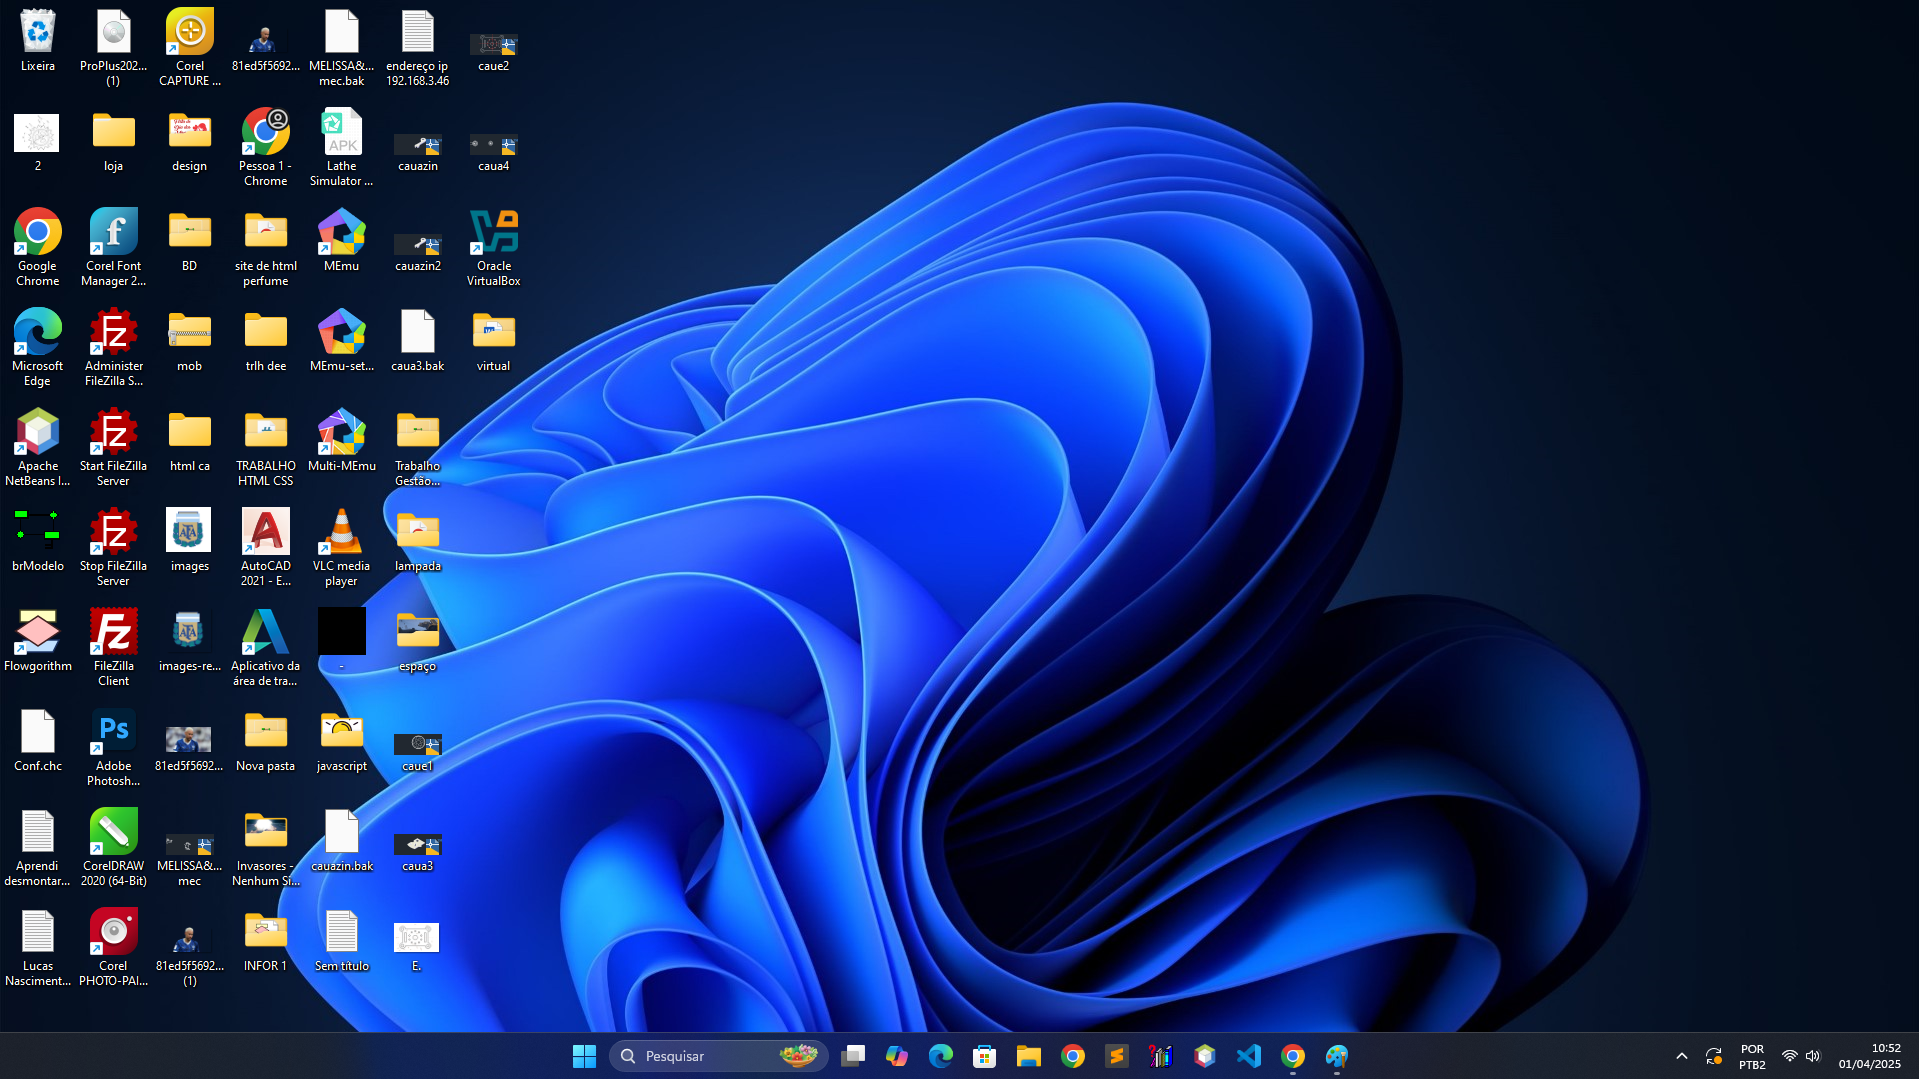 Lixeira
ProPlus202...
(1)
Corel
CAPTURE ...
81ed5f5692...
MELISSA&...
mec.bak
endereço ip
192.168.3.46
caue2
2
loja
design
Pessoa 1 -
Chrome
APK
Lathe
Simulator ...
cauazin
caua4
Google
Chrome
Corel Font
Manager 2...
BD
site de html
perfume
MEmu
cauazin2
Oracle
VirtualBox
Microsoft
Edge
Administer
FileZilla S...
mob
trlh dee
MEmu-set...
caua3.bak
virtual
Apache
NetBeans I...
Start FileZilla
Server
html ca
TRABALHO
HTML CSS
Multi-MEmu
Trabalho
Gestão...
brModelo
Stop FileZilla
Server
images
AutoCAD
2021 - E...
VLC media
player
lampada
Flowgorithm
FileZilla
Client
images-re...
Aplicativo da
área de tra...
-
espaço
Conf.chc
Ps
Adobe
Photosh...
81ed5f5692...
Nova pasta
javascript
caue1
Aprendi
desmontar...
CorelDRAW
2020 (64-Bit)
MELISSA&...
mec
Invasores -
Nenhum Si...
cauazin.bak
caua3
Lucas
Nasciment...
Corel
PHOTO-PAI...
81ed5f5692...
(1)
INFOR 1
Sem título
E.
Pesquisar
POR
PTB2
10:52
01/04/2025